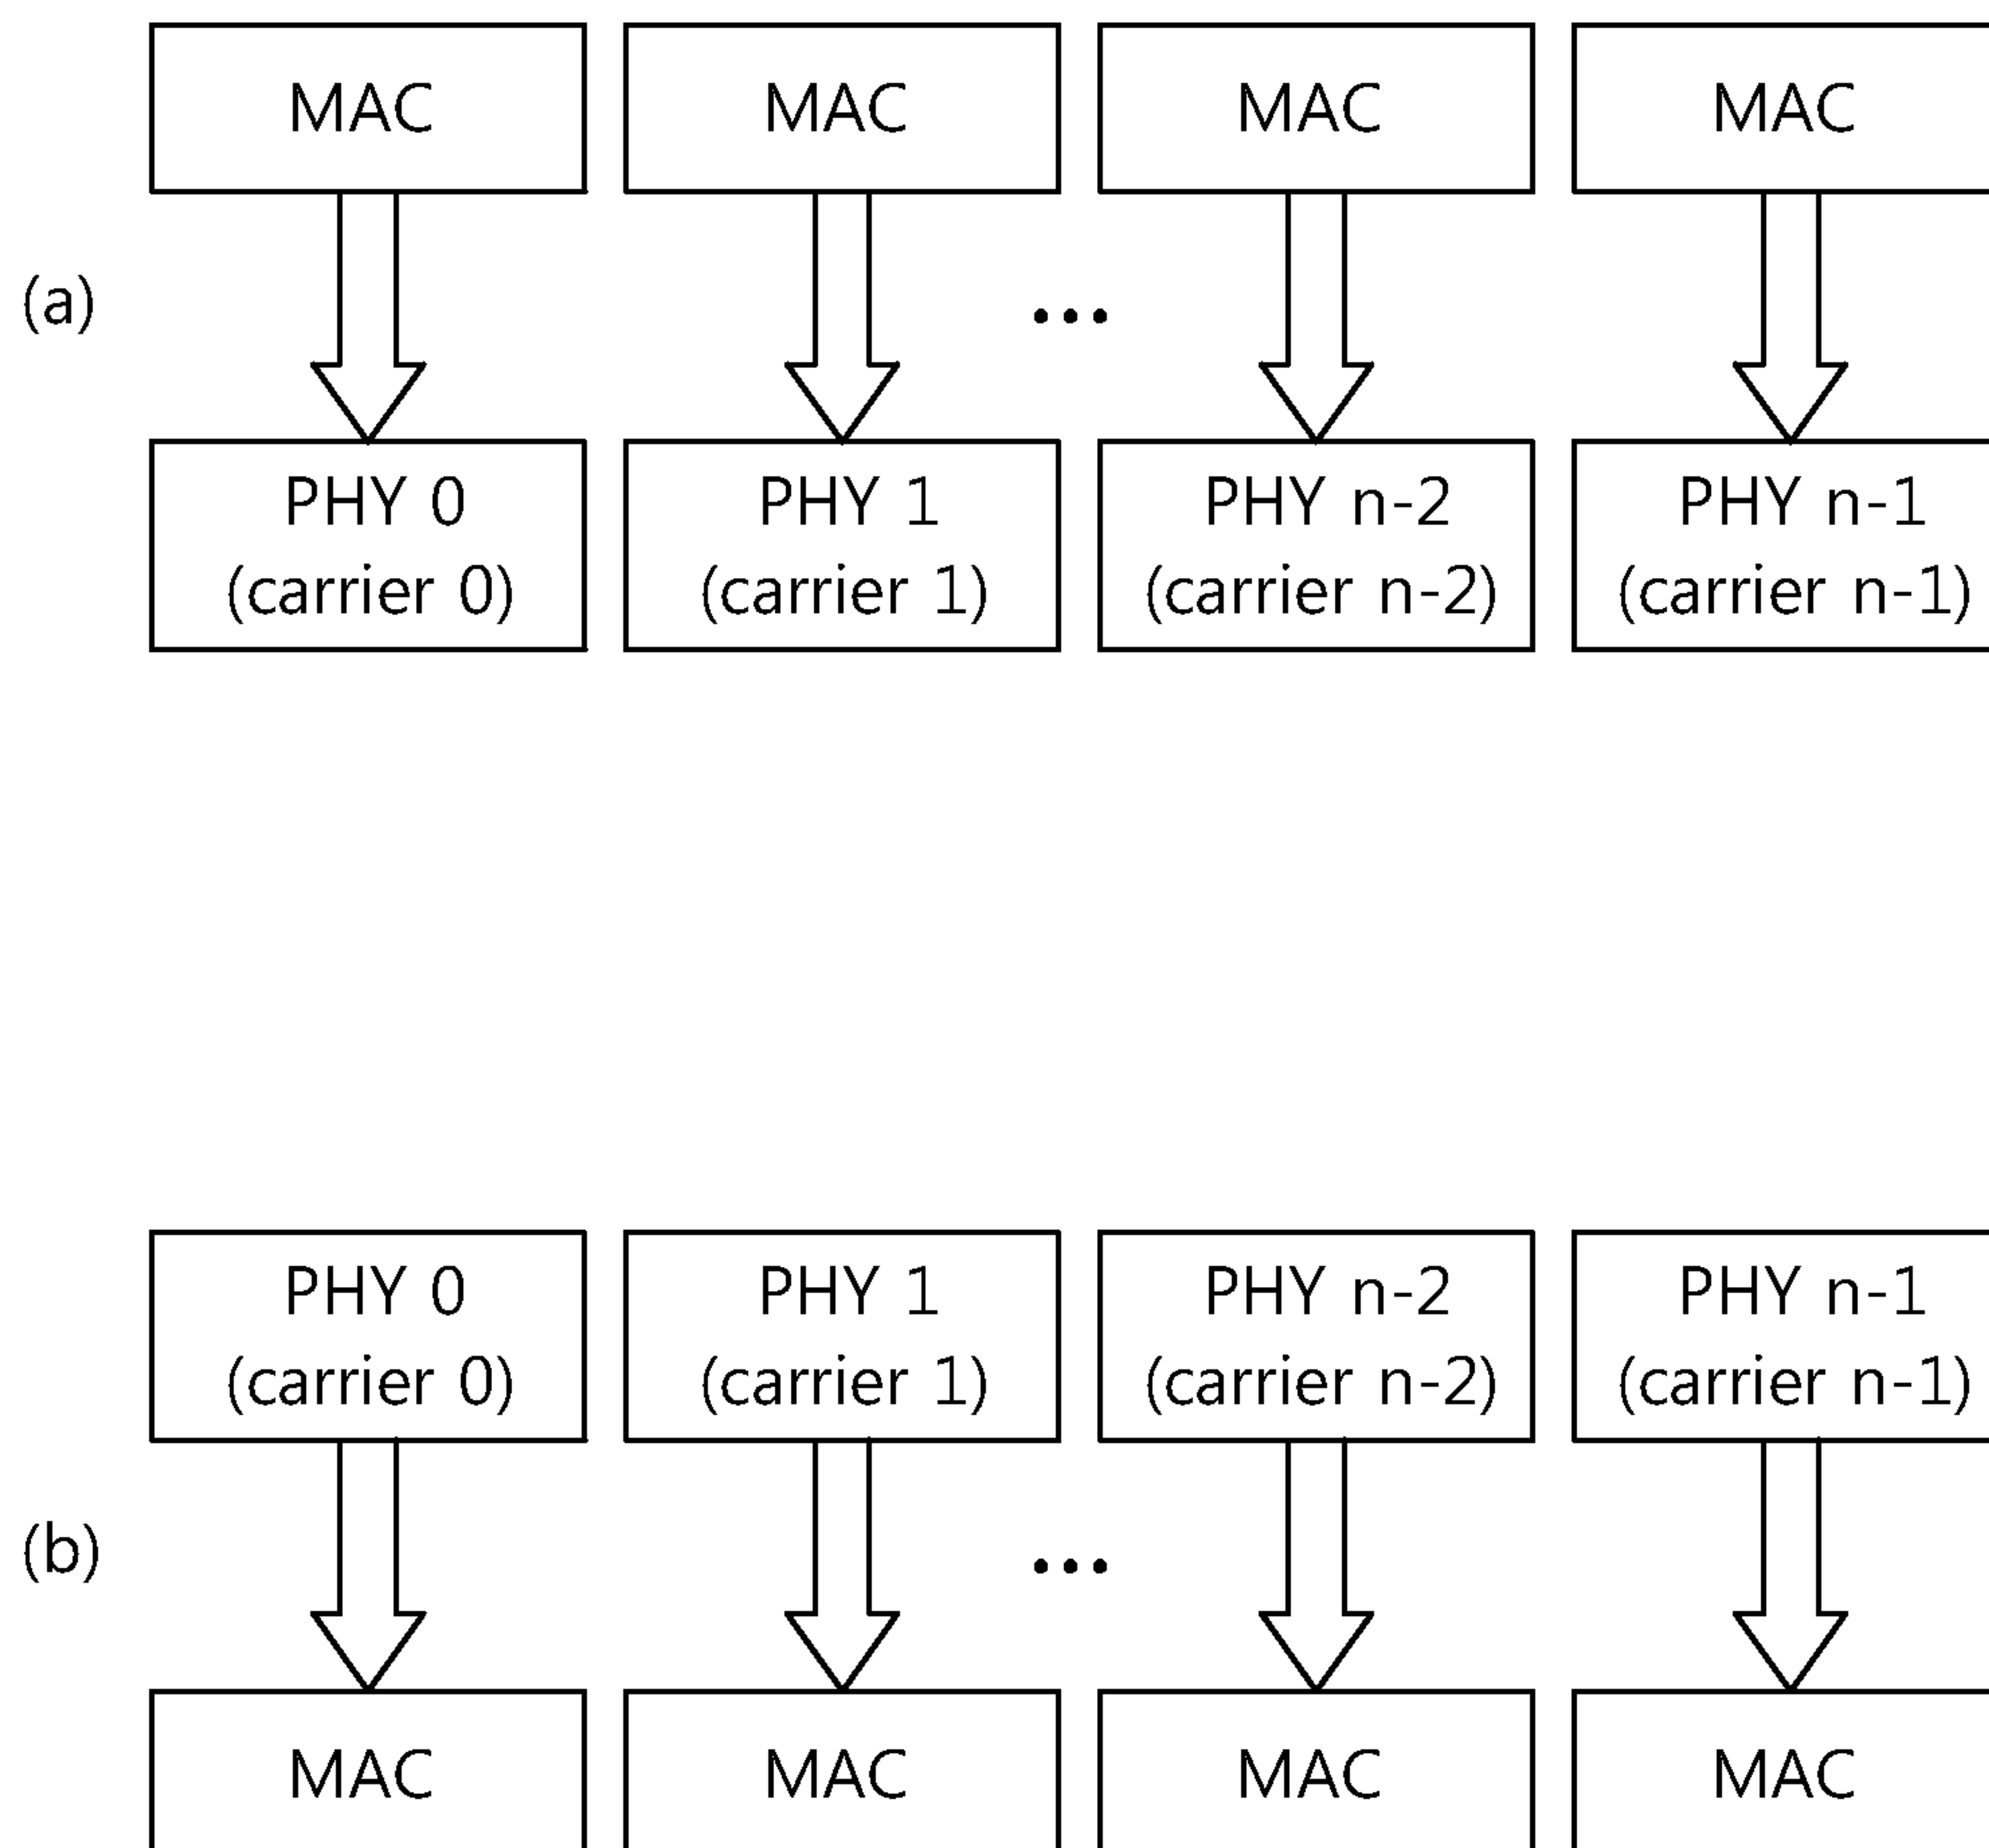 MAC MAC MAC MAC
(a)
...
PHY 0 PHY 1 PHY n-2 PHY n-1
(carrier 0) (carrier 1) (carrier n-2) (carrier n-1)
PHY 0 PHY 1 PHY n-2 PHY n-1
(carrier 0) (carrier 1) (carrier n-2) (carrier n-1)
(b)
...
MAC MAC MAC MAC